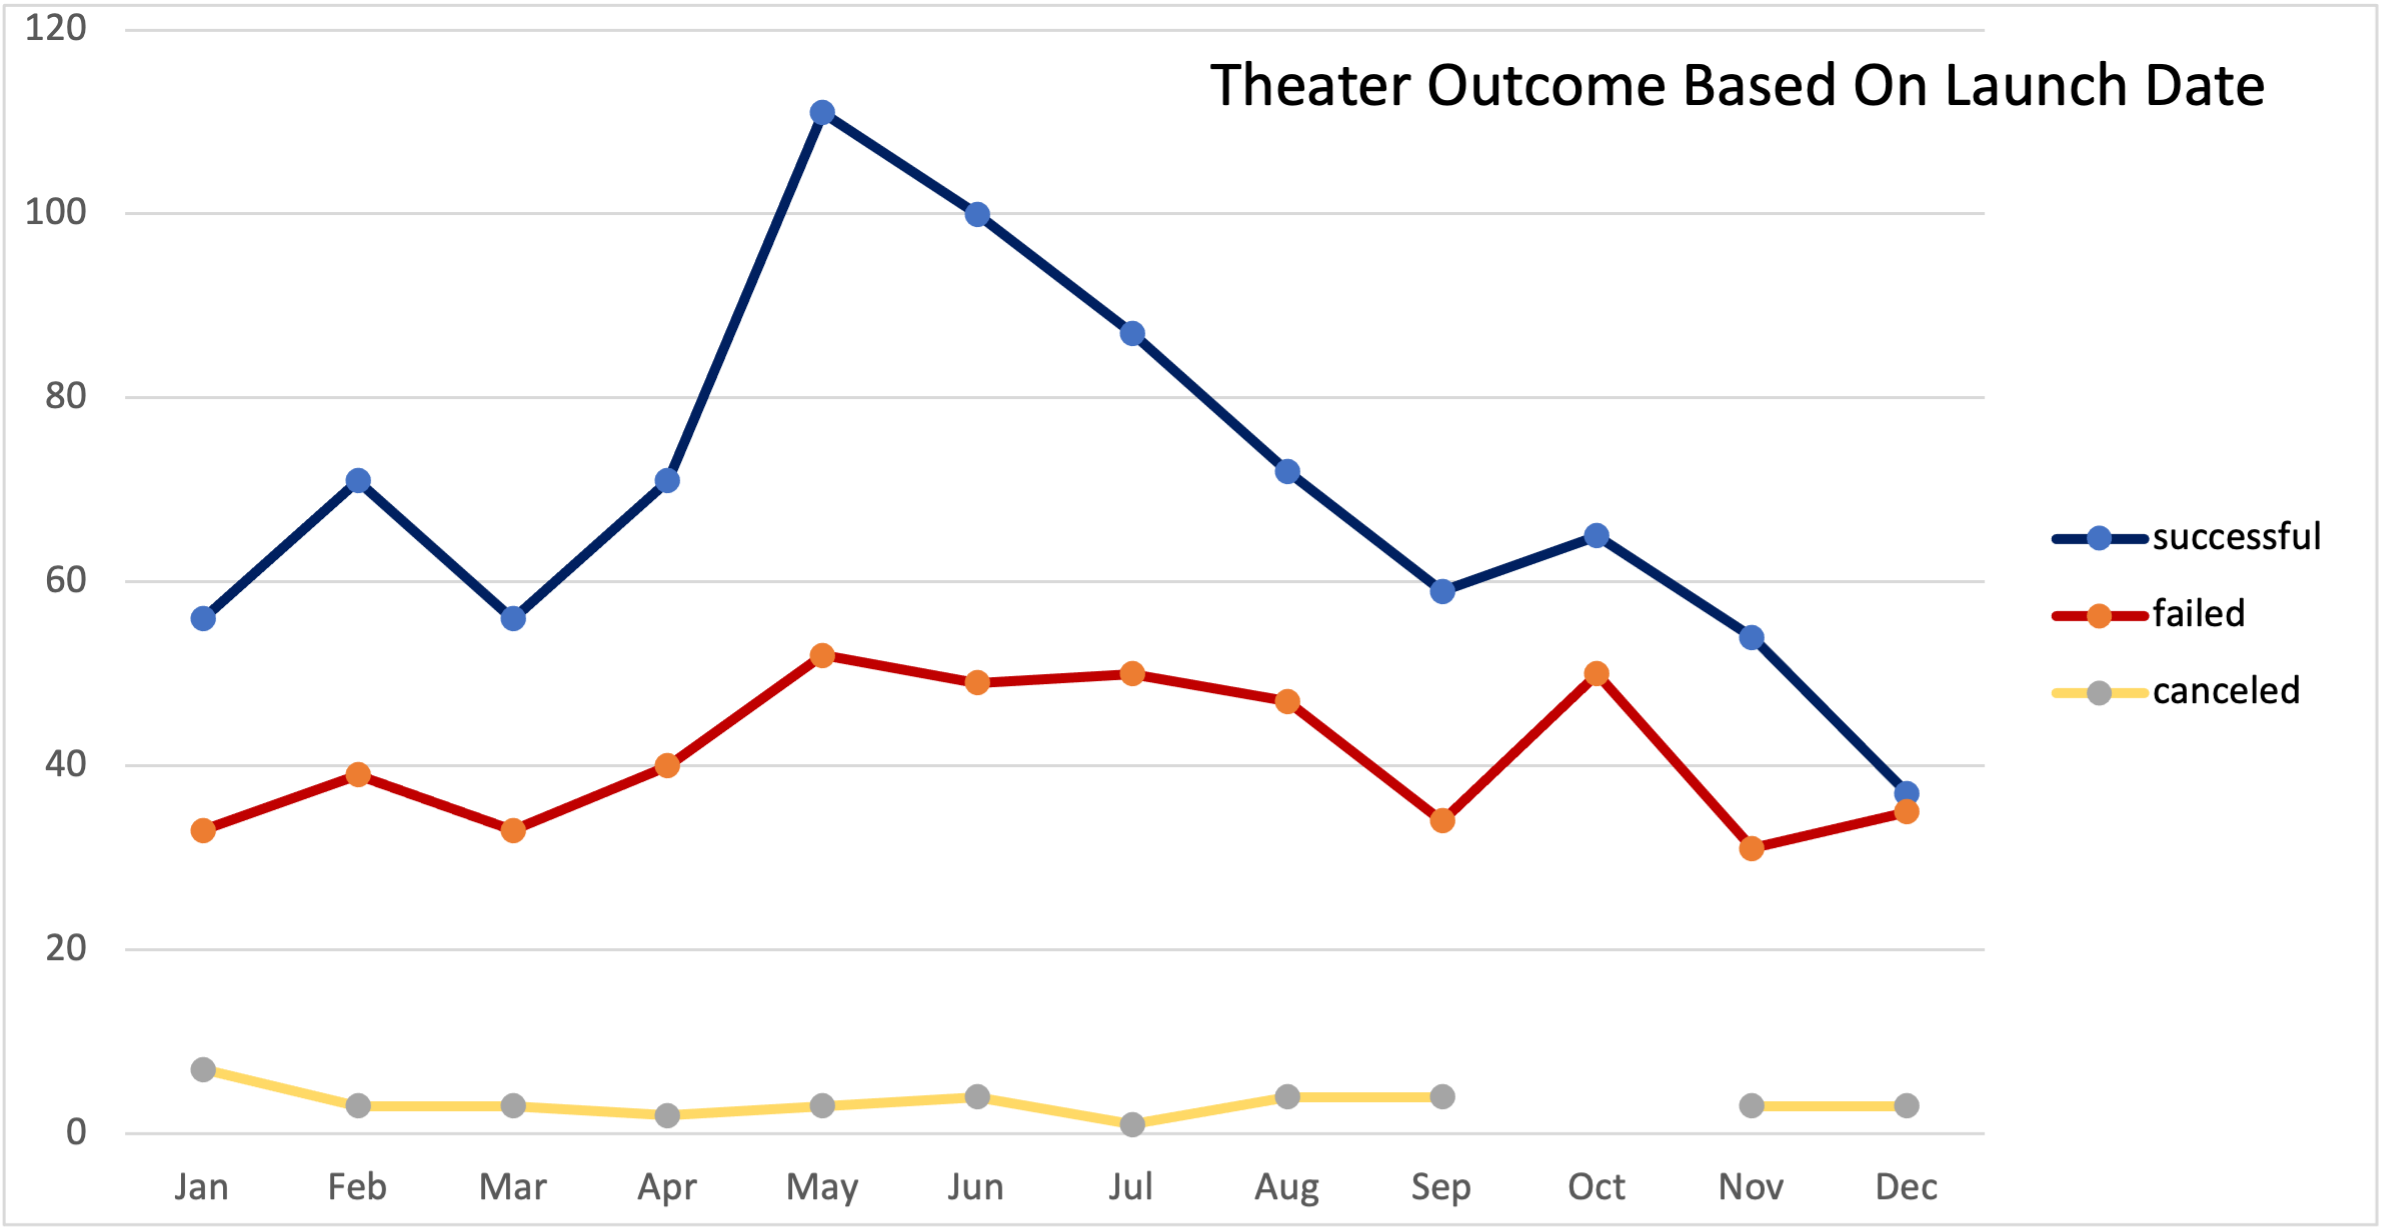 Theater Outcome Based On Launch Date
120
100
80
60
40
20
0
Jan Feb Mar Apr May Jun Jul Aug Sep Oct Nov Dec
successful
failed
canceled